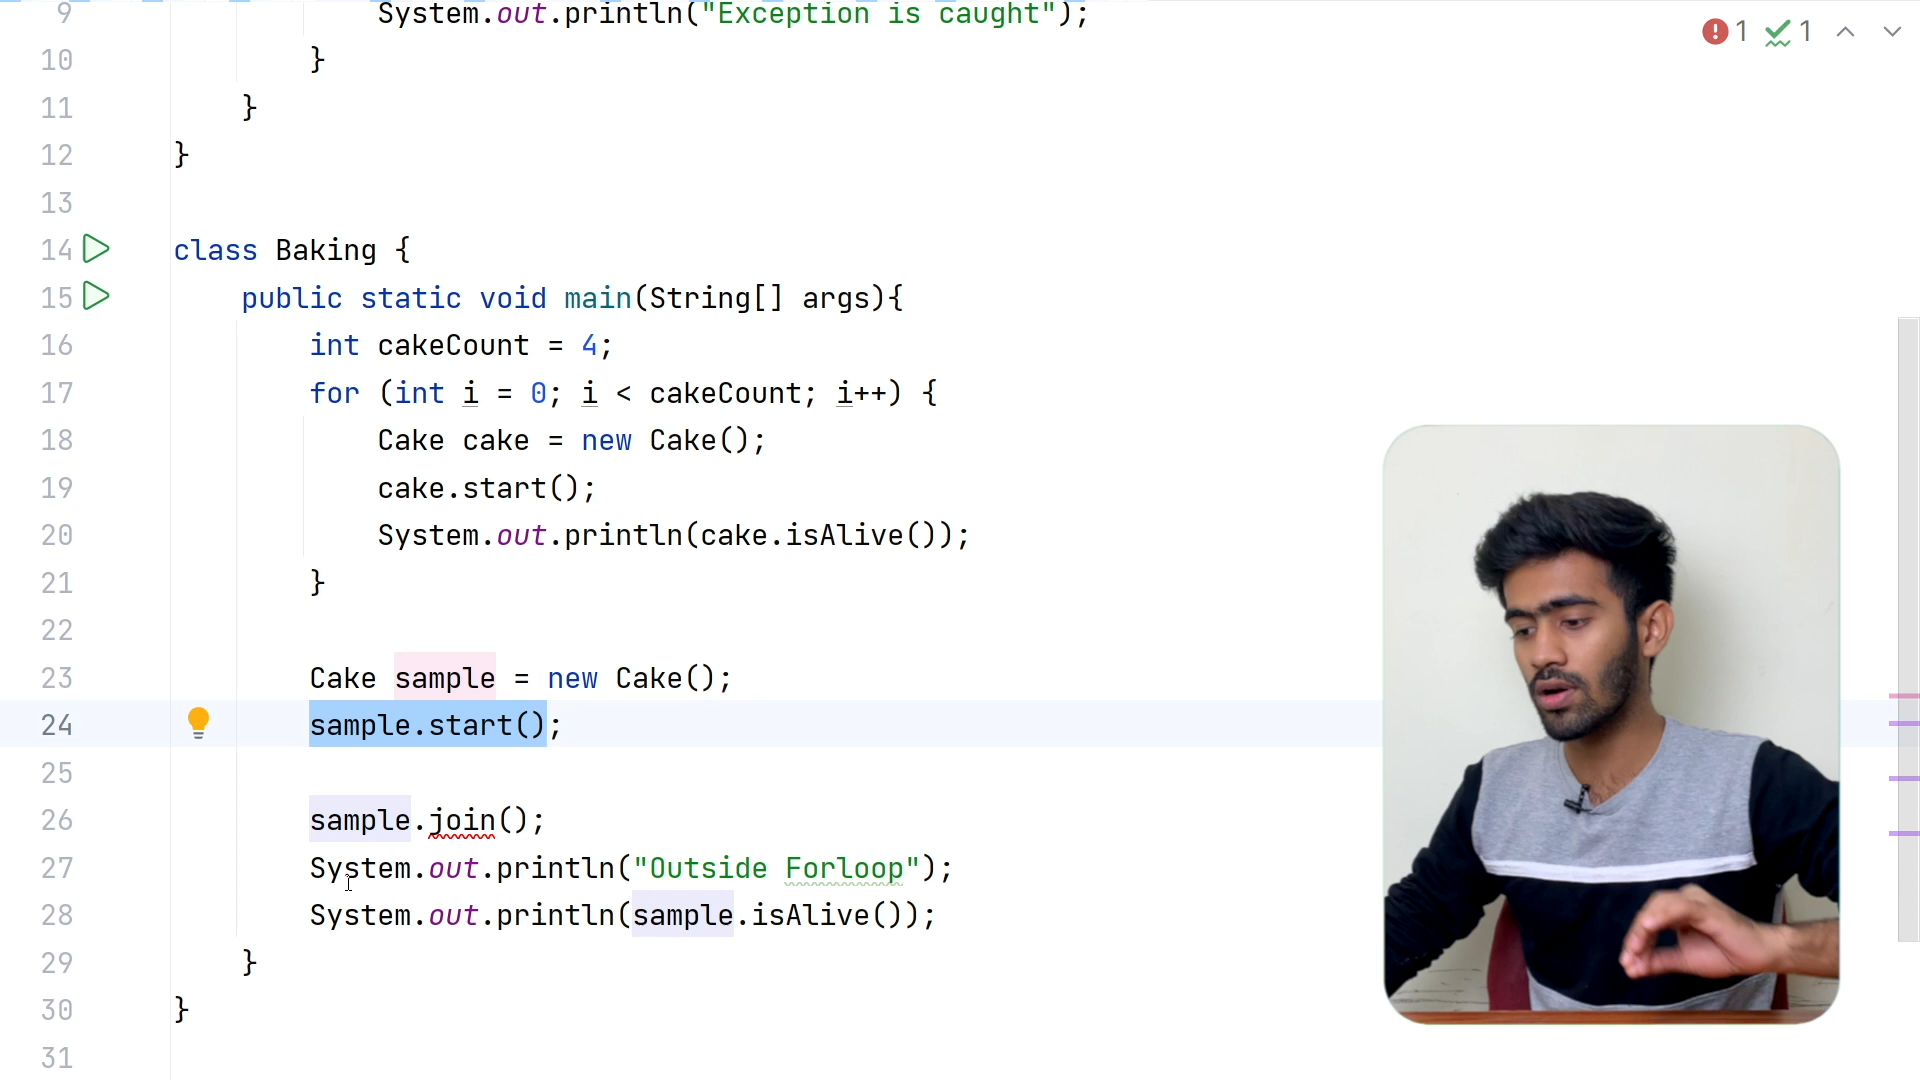 9 System.out.println("Exception is caught");
1 1
10 }
11 }
12 }
13
14 class Baking {
15 public static void main(String[] args){
16 int cakeCount = 4;
17 for (int i = 0; i < cakeCount; i++) {
18 Cake cake = new Cake();
19 cake.start();
20 System.out.println(cake.isAlive());
21 }
22
23 Cake sample = new Cake();
24 sample.start();
25
26 sample.join();
27 System.out.println("Outside Forloop");
28 System.out.println(sample.isAlive());
29 }
30 }
31